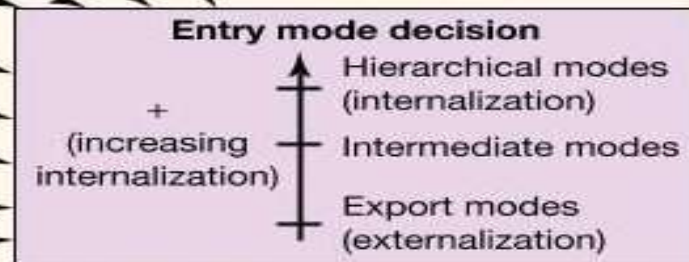 Entry mode decision
Hierarchical modes
(internalization)
+
(increasing
internalization)
Intermediate modes
Export modes
(externalization)